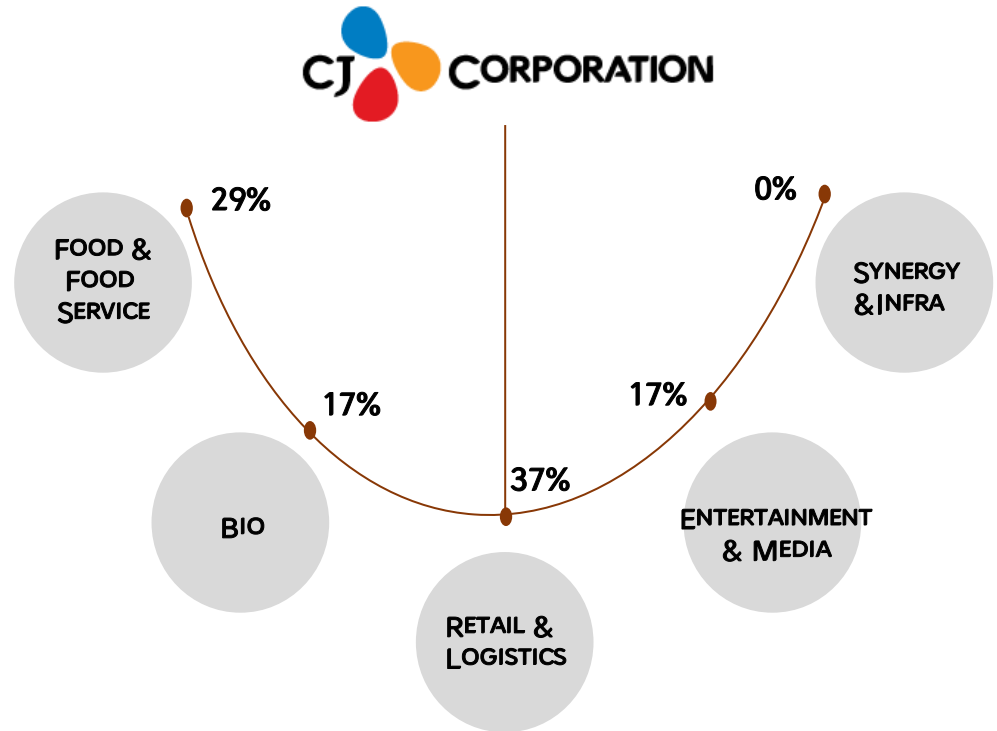 CJ CORPORATION
29%
0%
FOOD &
FOOD
SERVICE
SYNERGY
&INFRA
17%
17%
37%
BIO
ENTERTAINMENT
& MEDIA
RETAIL &
LOGISTICS